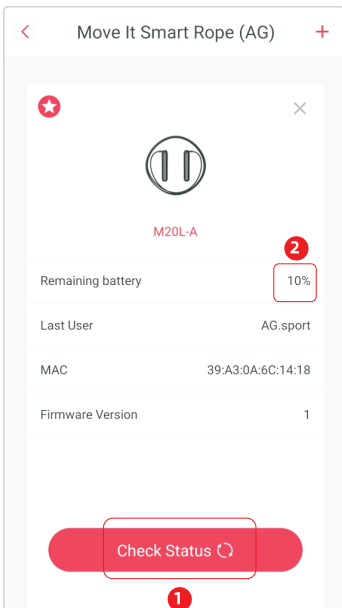 Move It Smart Rope (AG)
M20L-A
2
Remaining battery 10%
Last User AG.sport
MAC 39:A3:0A:6C:14:18
Firmware Version 1
Check Status
1